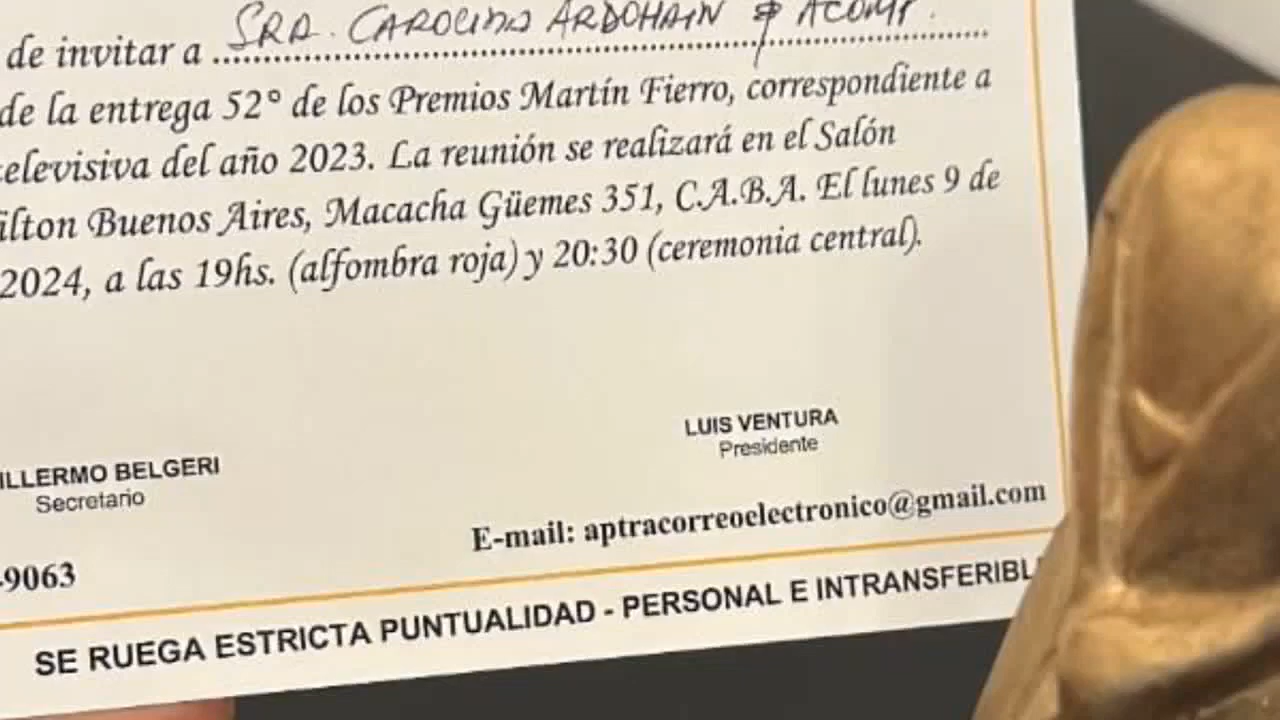 de invitar a SRA. CAROLINA ARDOHAIN & ACOMP.
de la entrega 52° de los Premios Martín Fierro, correspondiente a
televisiva del año 2023. La reunión se realizará en el Salón
ilton Buenos Aires, Macacha Güemes 351, C.A.B.A. El lunes 9 de
2024, a las 19hs. (alfombra roja) y 20:30 (ceremonia central).
LUIS VENTURA
Presidente
ILLERMO BELGERI
Secretario
E-mail: aptracorreoelectronico@gmail.com
-9063
SE RUEGA ESTRICTA PUNTUALIDAD - PERSONAL E INTRANSFERIBL